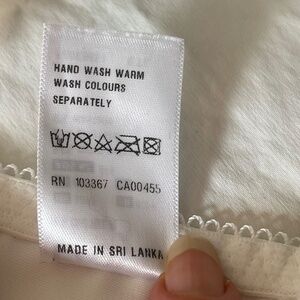 HAND WASH WARM
WASH COLOURS
SEPARATELY
RN 103367 CA00455
MADE IN SRI LANKA